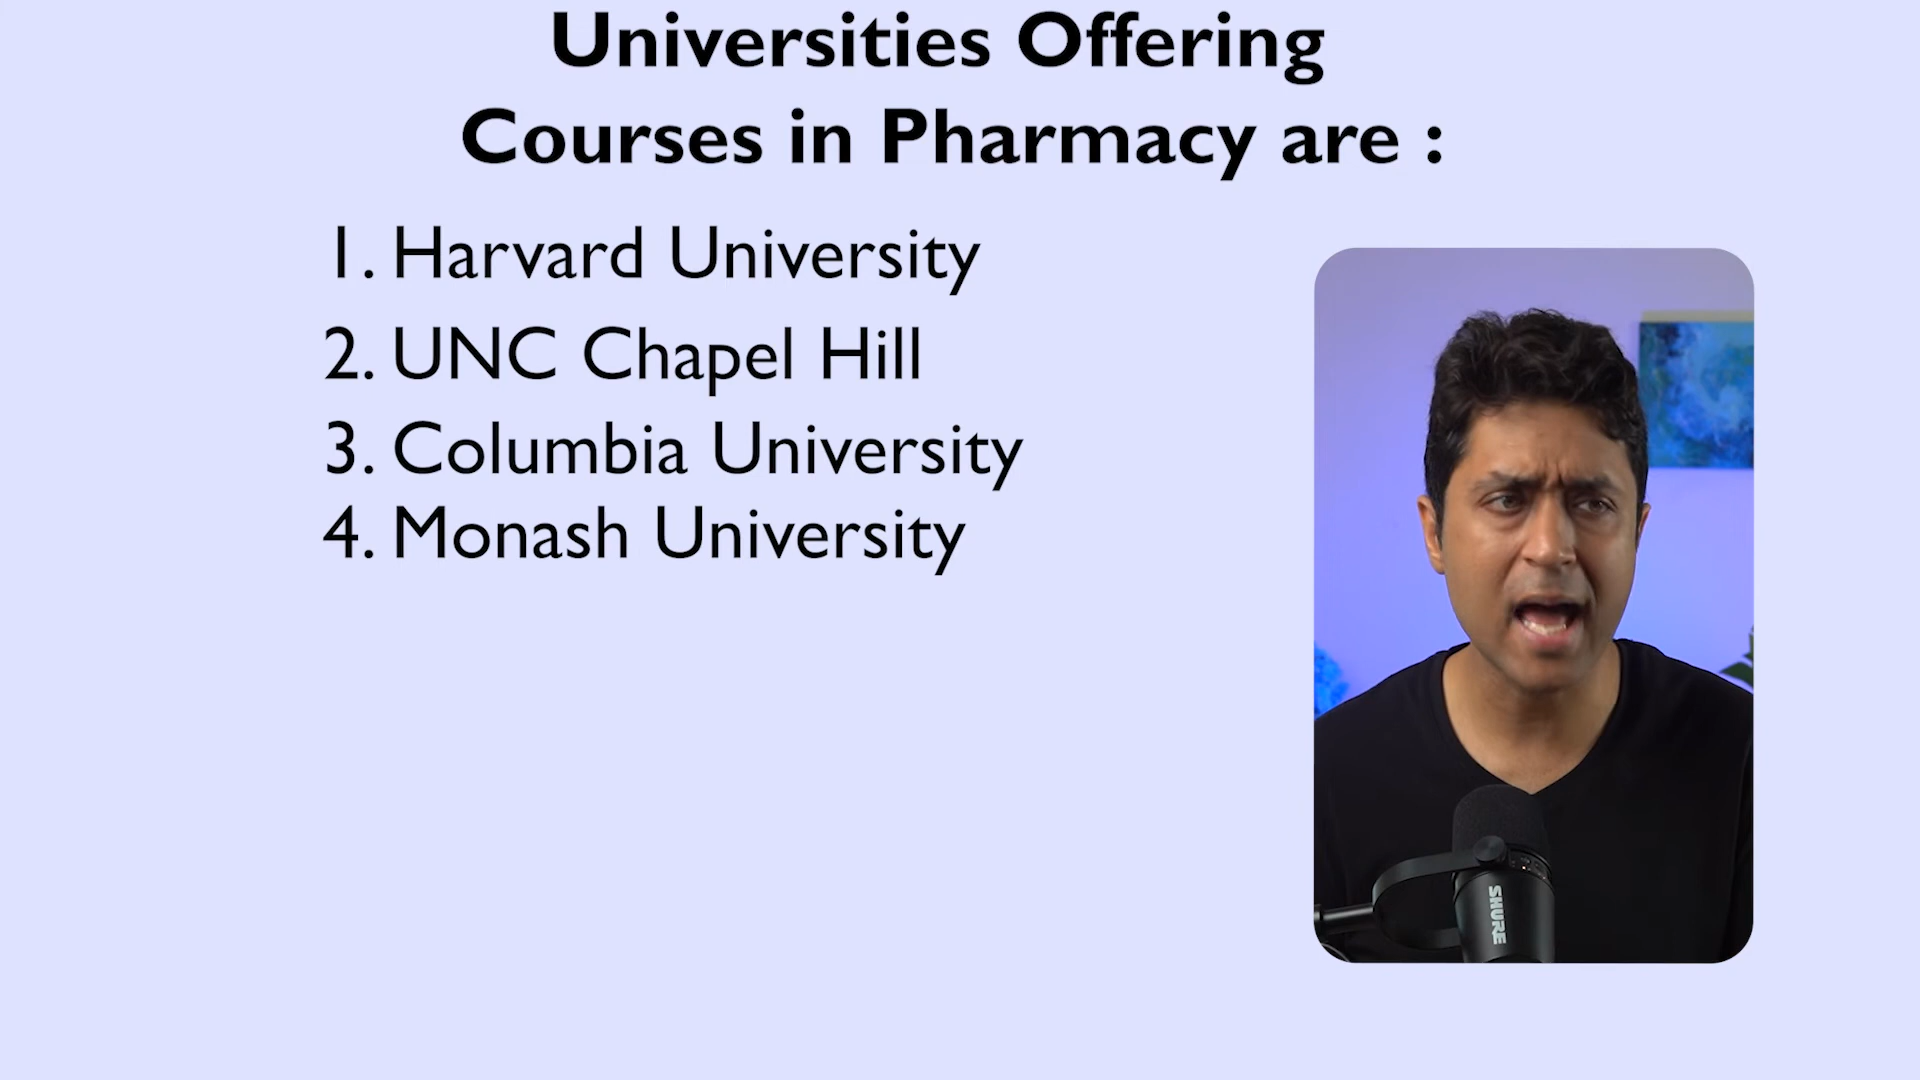 Universities Offering
Courses in Pharmacy are :
1. Harvard University
2. UNC Chapel Hill
3. Columbia University
4. Monash University
SHURE